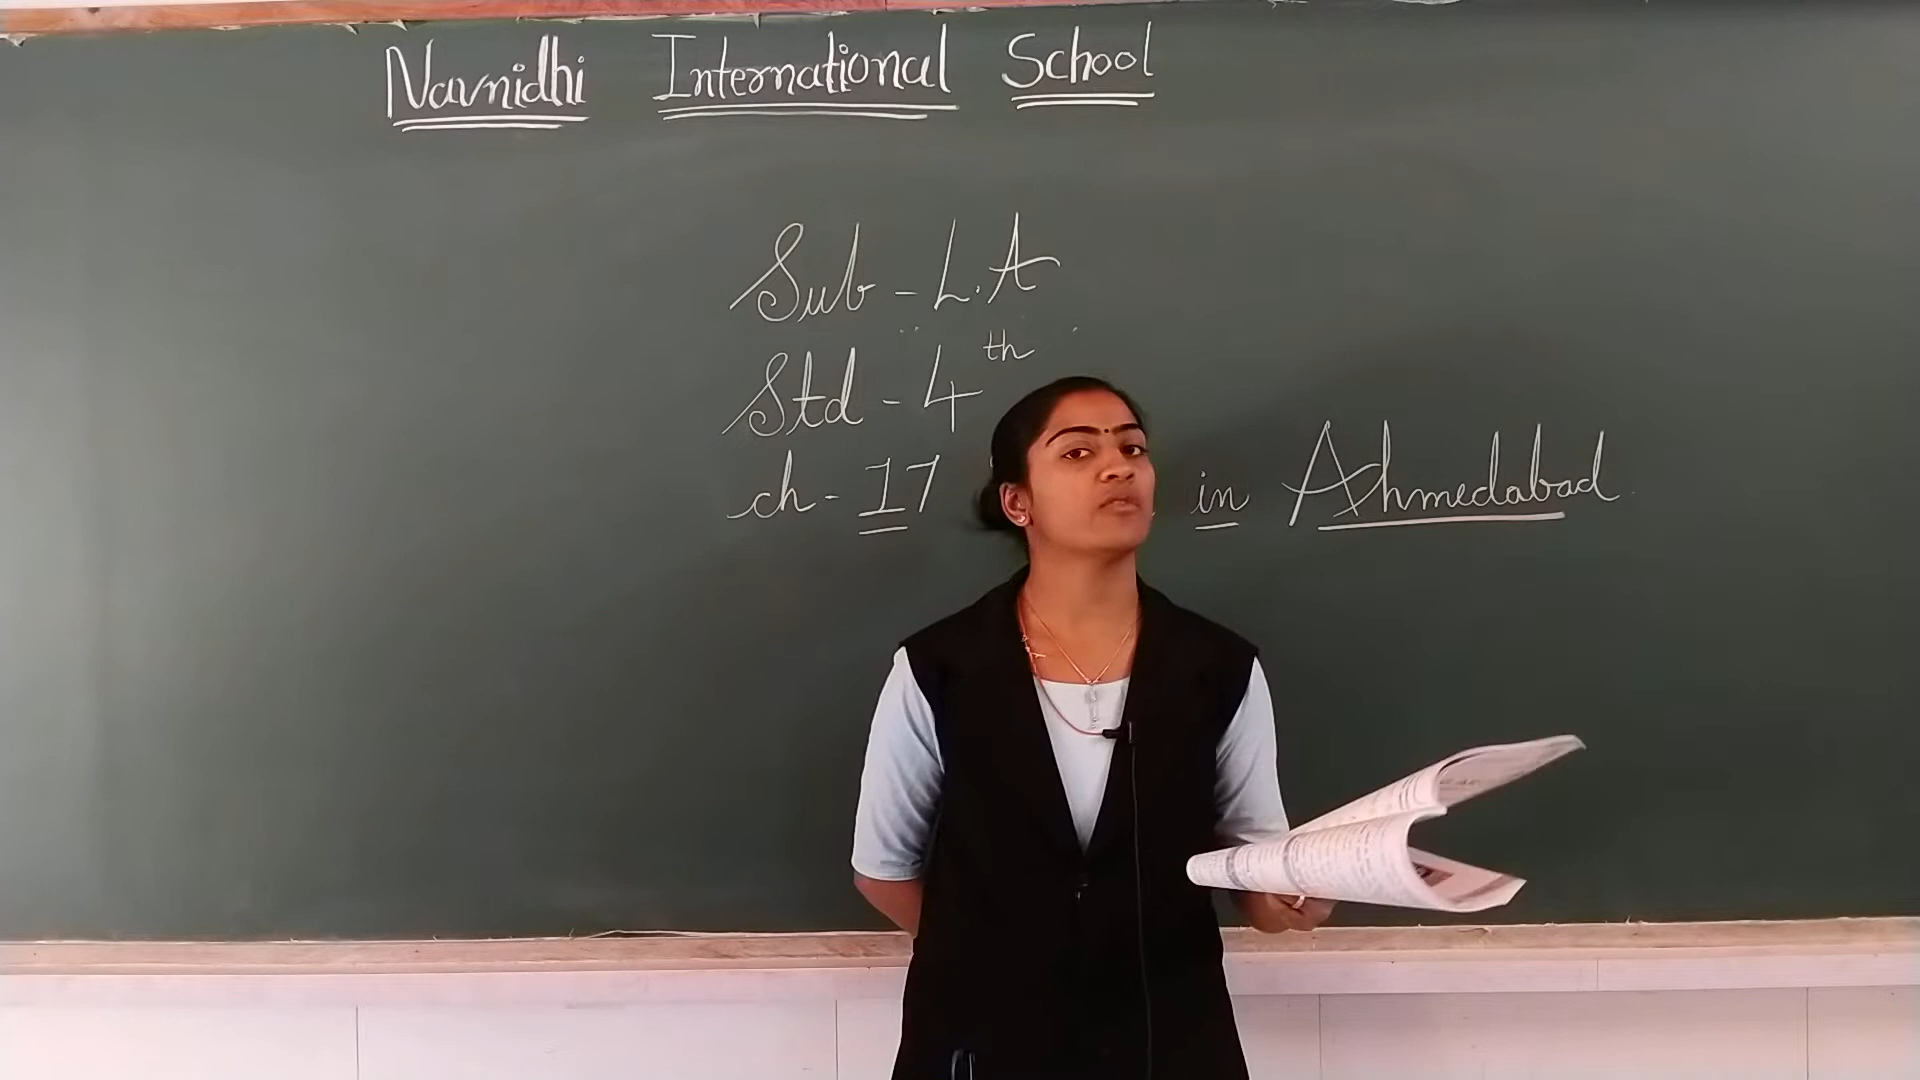 Navnidhi International School
Sub - L.A
Std - 4th
ch - 17 in Ahmedabad